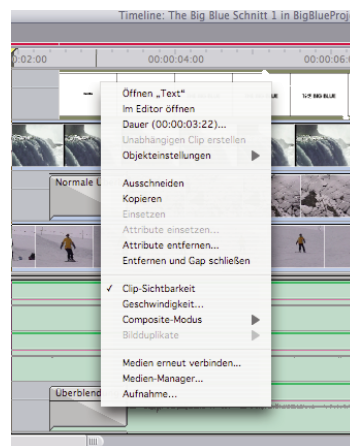 Timeline: The Big Blue Schnitt 1 in BigBlueProj
0:02:00 00:00:04:00 00:00:06:
Öffnen „Text“
Im Editor öffnen
Dauer (00:00:03:22)...
Unabhängigen Clip erstellen
Objekteinstellungen
Normale
Ausschneiden
Kopieren
Einsetzen
Attribute einsetzen...
Attribute entfernen...
Entfernen und Gap schließen
✓ Clip-Sichtbarkeit
Geschwindigkeit...
Composite-Modus
Bildduplikate
Medien erneut verbinden...
Medien-Manager...
Aufnahme...
Überblend